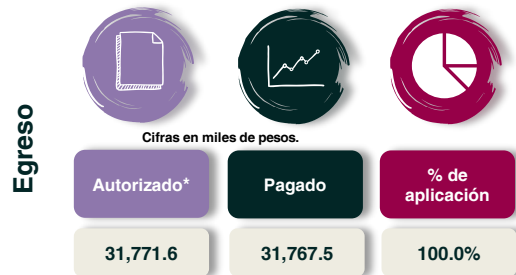 Egreso
Cifras en miles de pesos.
Autorizado*
Pagado
% de
aplicación
31,771.6
31,767.5
100.0%